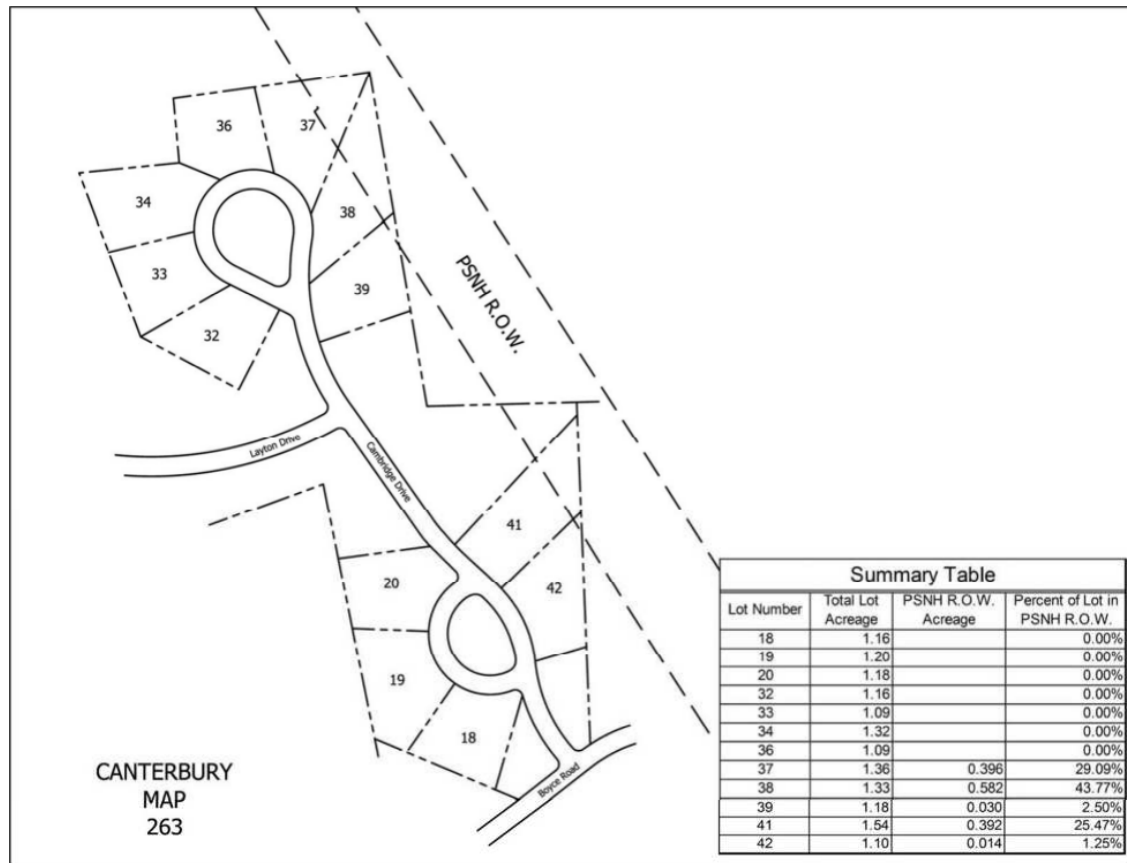 36
37
34
38
33
39
32
PSNH R.O.W.
Layton Drive
Cambridge Drive
41
20
42
19
18
Boyce Road
CANTERBURY
MAP
263
Summary Table
Lot Number Total Lot Acreage PSNH R.O.W. Acreage Percent of Lot in PSNH R.O.W.
18 1.16 0.00%
19 1.20 0.00%
20 1.18 0.00%
32 1.16 0.00%
33 1.09 0.00%
34 1.32 0.00%
36 1.09 0.00%
37 1.36 0.396 29.09%
38 1.33 0.582 43.77%
39 1.18 0.030 2.50%
41 1.54 0.392 25.47%
42 1.10 0.014 1.25%